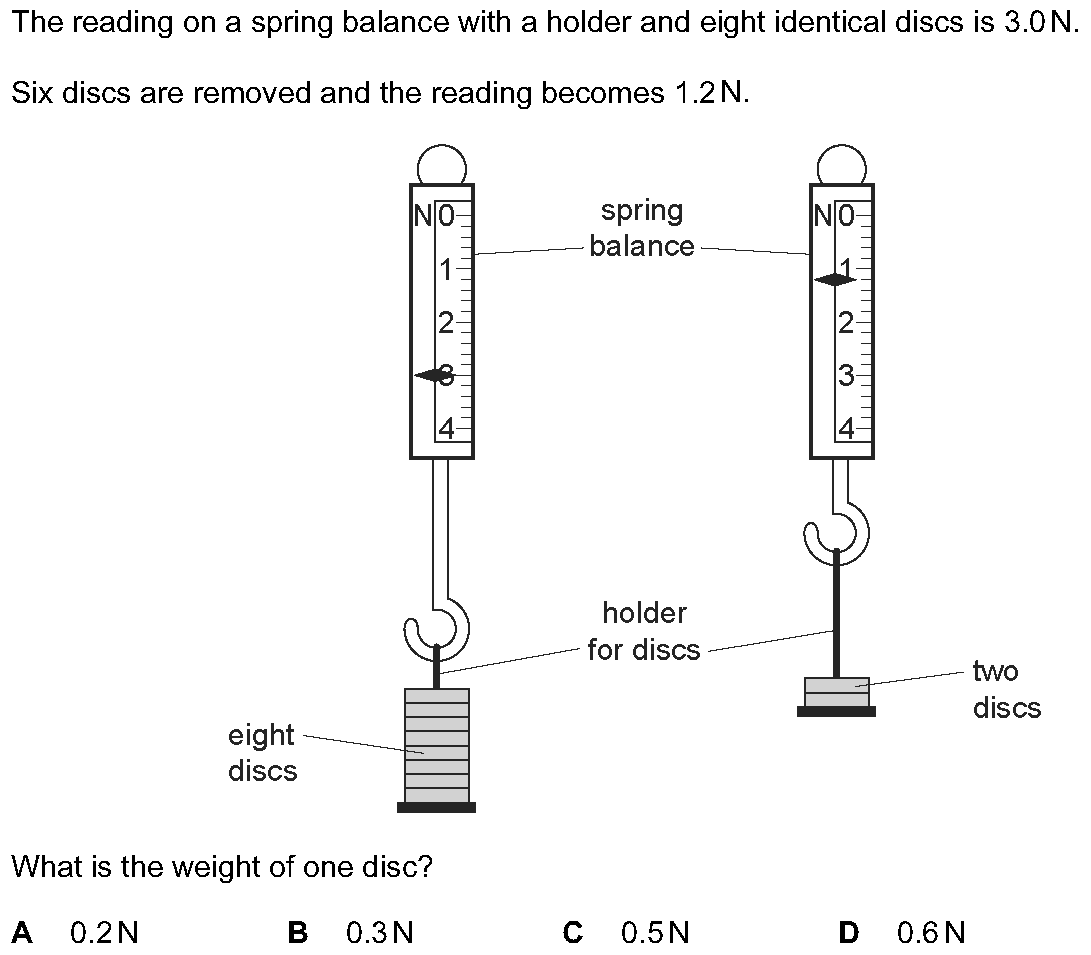 The reading on a spring balance with a holder and eight identical discs is 3.0 N.
Six discs are removed and the reading becomes 1.2 N.
N 0
1
2
3
4
spring
balance
N 0
1
2
3
4
holder
for discs
two
discs
eight
discs
What is the weight of one disc?
A 0.2 N B 0.3 N C 0.5 N D 0.6 N